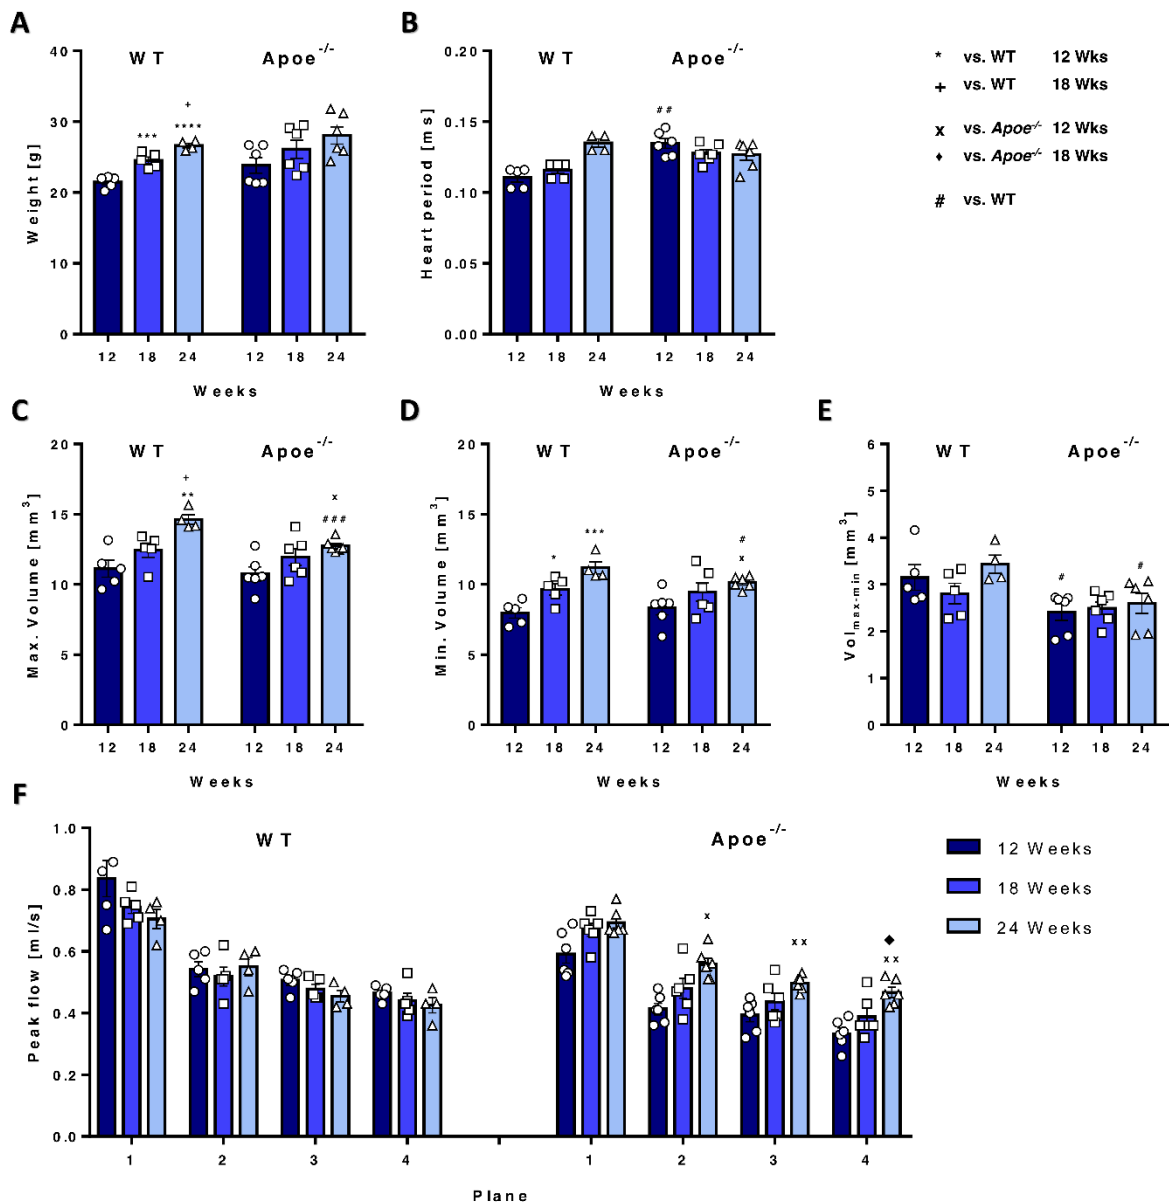 A
WT
Apoe-/-
Weight [g]
40
30
20
10
0
***
+
****
12 18 24 12 18 24
Weeks
B
WT
Apoe-/-
Heart period [ms]
0.20
0.15
0.10
0.05
0.00
##
12 18 24 12 18 24
Weeks
* vs. WT 12 Wks
+ vs. WT 18 Wks
x vs. Apoe-/- 12 Wks
♦ vs. Apoe-/- 18 Wks
# vs. WT
C
WT
Apoe-/-
Max. Volume [mm3]
20
15
10
5
0
+
**
x
###
12 18 24 12 18 24
Weeks
D
WT
Apoe-/-
Min. Volume [mm3]
20
15
10
5
0
*
***
#
x
12 18 24 12 18 24
Weeks
E
WT
Apoe-/-
Volmax-min [mm3]
6
5
4
3
2
1
0
#
#
12 18 24 12 18 24
Weeks
F
WT
Apoe-/-
Peak flow [ml/s]
1.0
0.8
0.6
0.4
0.2
0.0
x
xx
♦
xx
1 2 3 4 1 2 3 4
Plane
12 Weeks
18 Weeks
24 Weeks